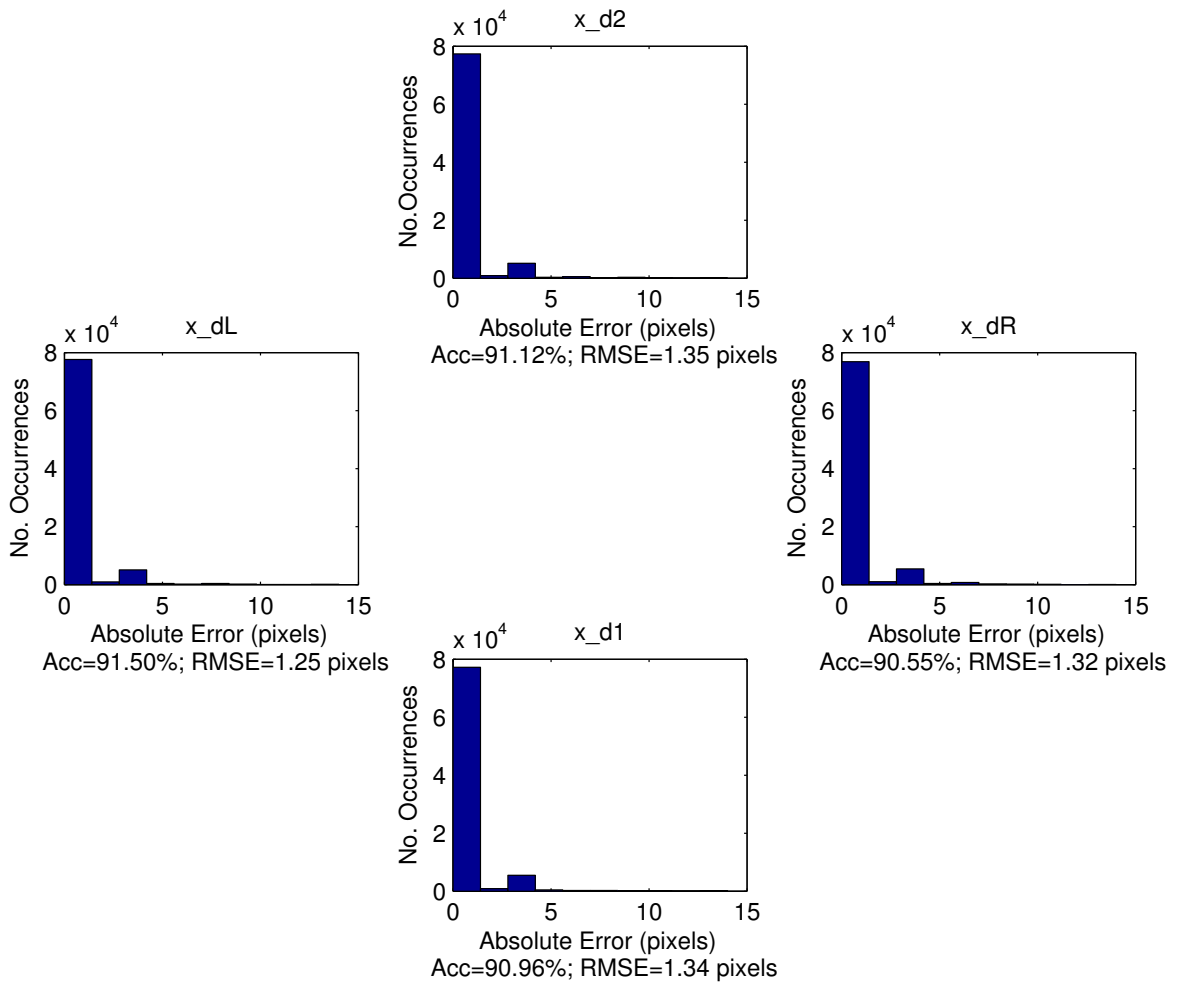 x 10^4
x_d2
8
6
4
2
0
No.Occurrences
0 5 10 15
Absolute Error (pixels)
Acc=91.12%; RMSE=1.35 pixels
x 10^4
x_dL
8
6
4
2
0
No. Occurrences
0 5 10 15
Absolute Error (pixels)
Acc=91.50%; RMSE=1.25 pixels
x 10^4
x_dR
8
6
4
2
0
No. Occurrences
0 5 10 15
Absolute Error (pixels)
Acc=90.55%; RMSE=1.32 pixels
x 10^4
x_d1
8
6
4
2
0
No. Occurrences
0 5 10 15
Absolute Error (pixels)
Acc=90.96%; RMSE=1.34 pixels